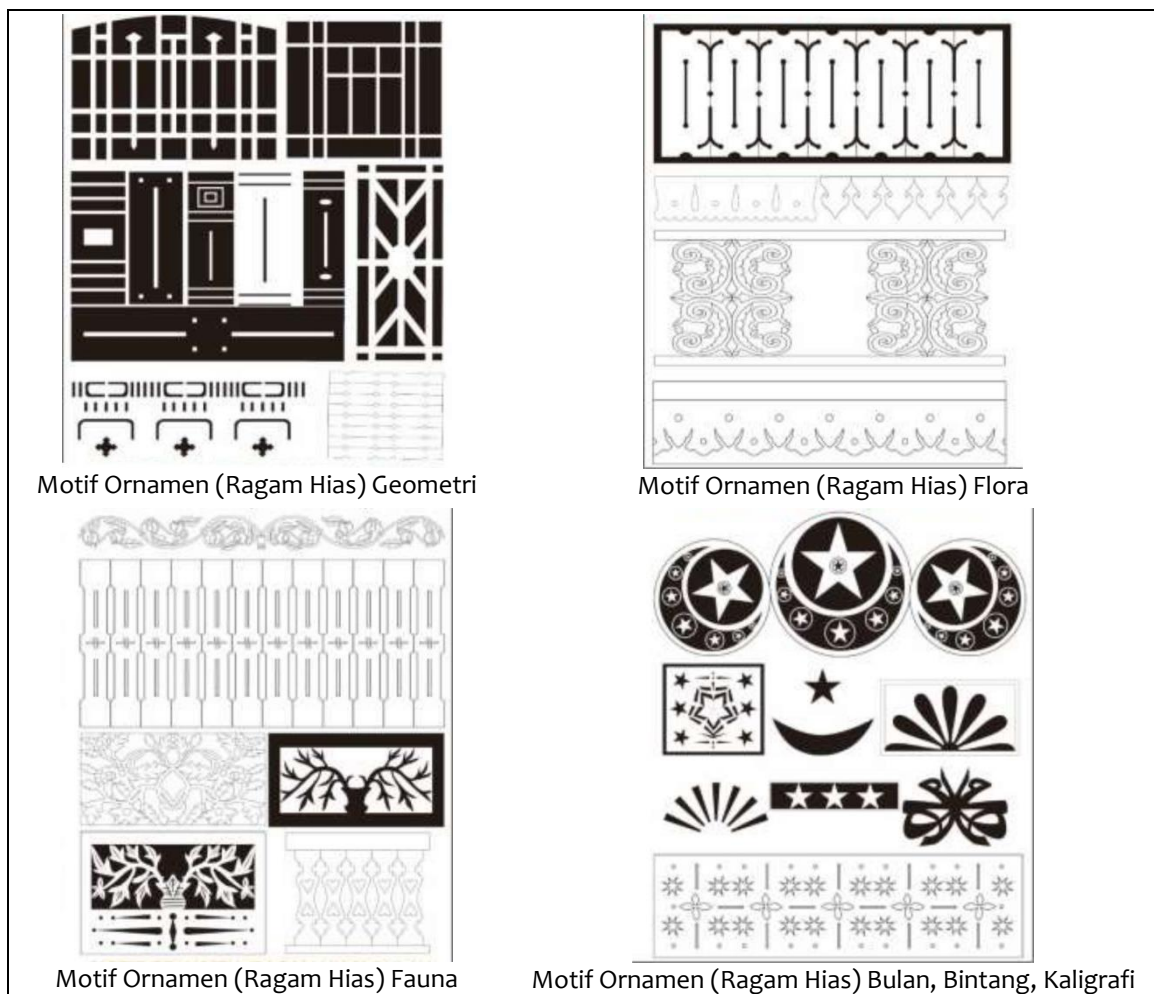 Motif Ornamen (Ragam Hias) Geometri
Motif Ornamen (Ragam Hias) Flora
Motif Ornamen (Ragam Hias) Fauna
Motif Ornamen (Ragam Hias) Bulan, Bintang, Kaligrafi